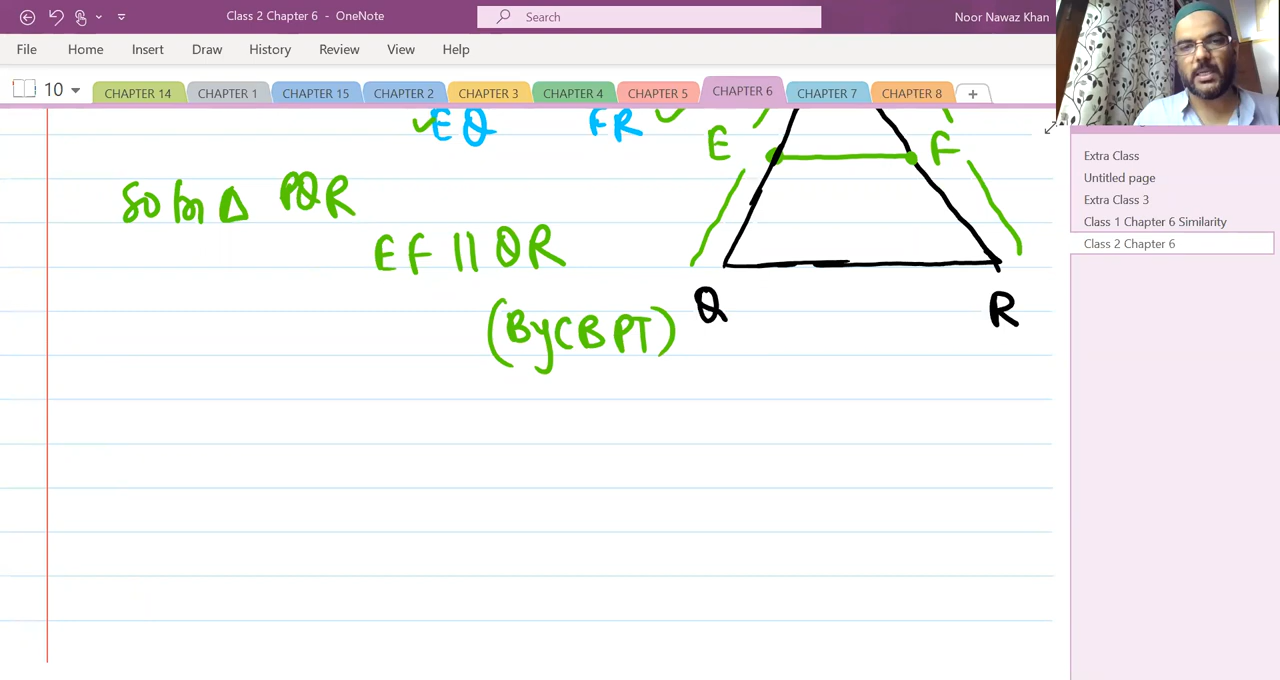 Class 2 Chapter 6 - OneNote
Search
Noor Nawaz Khan
File Home Insert Draw History Review View Help
10 CHAPTER 14 CHAPTER 1 CHAPTER 15 CHAPTER 2 CHAPTER 3 CHAPTER 4 CHAPTER 5 CHAPTER 6 CHAPTER 7 CHAPTER 8 +
EQ FR
E F
So In Δ PQR
EF || QR
Q R
(By CBPT)
Extra Class
Untitled page
Extra Class 3
Class 1 Chapter 6 Similarity
Class 2 Chapter 6